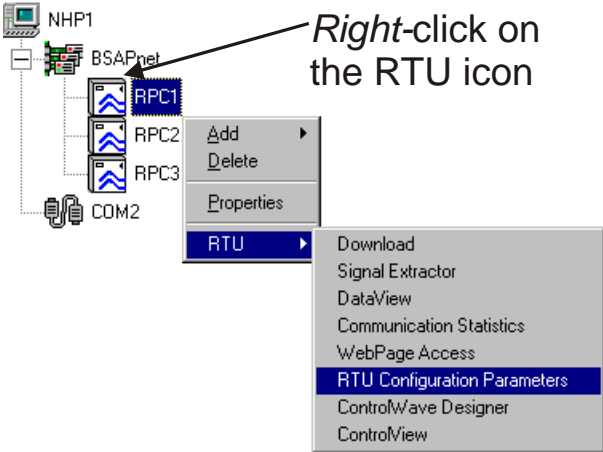 NHP1
Right-click on
the RTU icon
BSAPnet
RPC1
RPC2
RPC3
COM2
Add
Delete
Properties
RTU
Download
Signal Extractor
DataView
Communication Statistics
WebPage Access
RTU Configuration Parameters
ControlWave Designer
ControlView